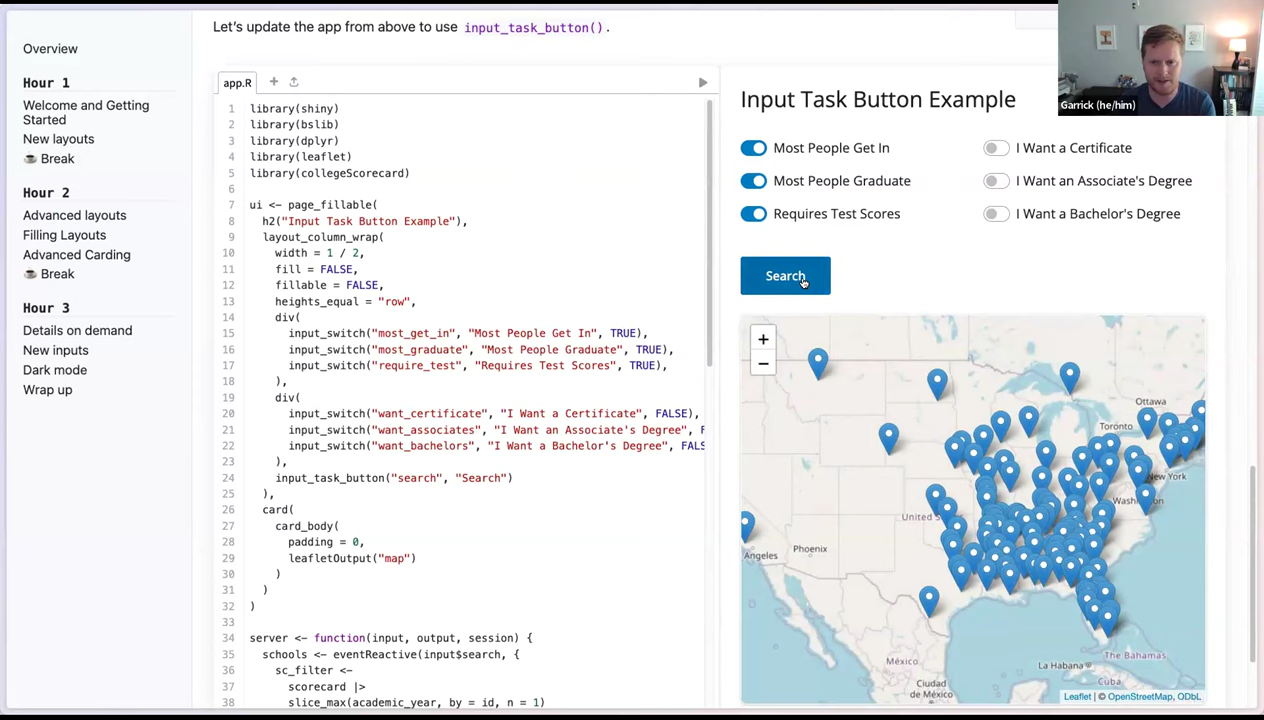 Let's update the app from above to use input_task_button().
Overview
Hour 1
Welcome and Getting
Started
New layouts
Break
Hour 2
Advanced layouts
Filling Layouts
Advanced Carding
Break
Hour 3
Details on demand
New inputs
Dark mode
Wrap up
app.R
1 library(shiny)
2 library(bslib)
3 library(dplyr)
4 library(leaflet)
5 library(collegeScorecard)
6
7 ui <- page_fillable(
8 h2("Input Task Button Example"),
9 layout_column_wrap(
10 width = 1 / 2,
11 fill = FALSE,
12 fillable = FALSE,
13 heights_equal = "row",
14 div(
15 input_switch("most_get_in", "Most People Get In", TRUE),
16 input_switch("most_graduate", "Most People Graduate", TRUE),
17 input_switch("require_test", "Requires Test Scores", TRUE),
18 ),
19 div(
20 input_switch("want_certificate", "I Want a Certificate", FALSE),
21 input_switch("want_associates", "I Want an Associate's Degree", F
22 input_switch("want_bachelors", "I Want a Bachelor's Degree", FALS
23 ),
24 input_task_button("search", "Search")
25 ),
26 card(
27 card_body(
28 padding = 0,
29 leafletOutput("map")
30 )
31 )
32 )
33
34 server <- function(input, output, session) {
35 schools <- eventReactive(input$search, {
36 sc_filter <-
37 scorecard |>
38 slice_max(academic_year, by = id, n = 1)
Garrick (he/him)
Input Task Button Example
Most People Get In
I Want a Certificate
Most People Graduate
I Want an Associate's Degree
Requires Test Scores
I Want a Bachelor's Degree
Search
+
−
Ottawa
Toronto
New York
Washington
United
Angeles
Phoenix
The Bahamas
México
La Habana
Cuba
Ciudad
de México
Leaflet | © OpenStreetMap, ODbL